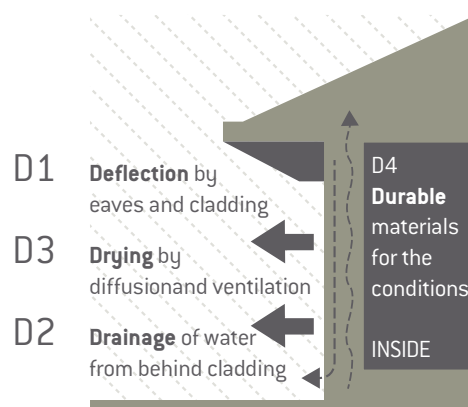 D1
Deflection by
eaves and cladding
D3
Drying by
diffusionand ventilation
D2
Drainage of water
from behind cladding
D4
Durable
materials
for the
conditions
INSIDE